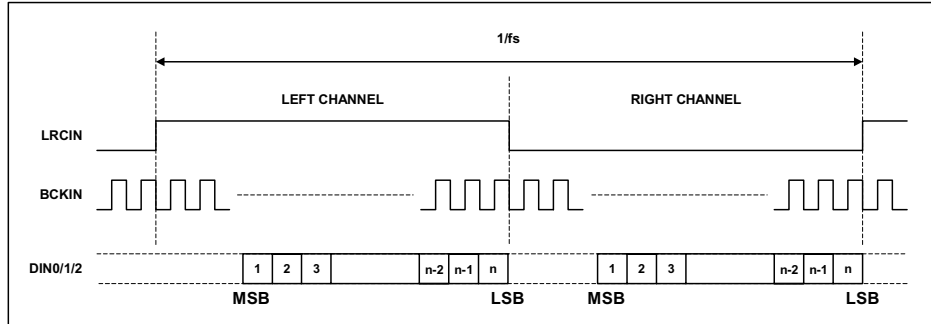 1/fs
LEFT CHANNEL RIGHT CHANNEL
LRCIN
BCKIN
DIN0/1/2 1 2 3 n-2 n-1 n 1 2 3 n-2 n-1 n
MSB LSB MSB LSB